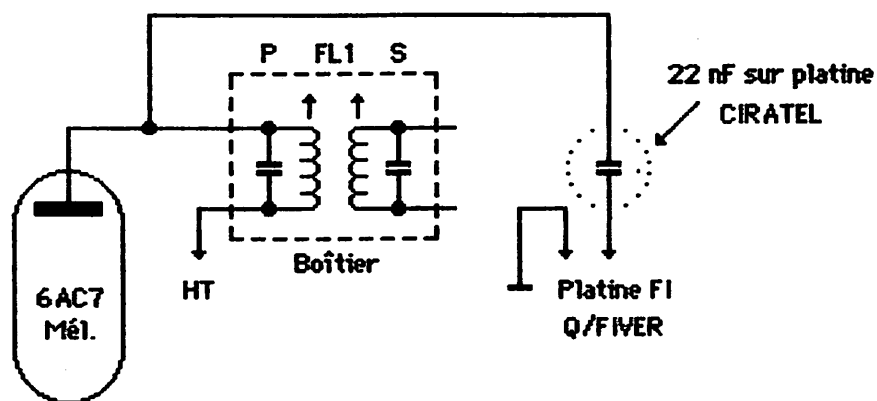 P FL1 S
22 nF sur platine
CIRATEL
Boîtier
HT
6AC7
Mél.
Platine FI
Q/FIVER